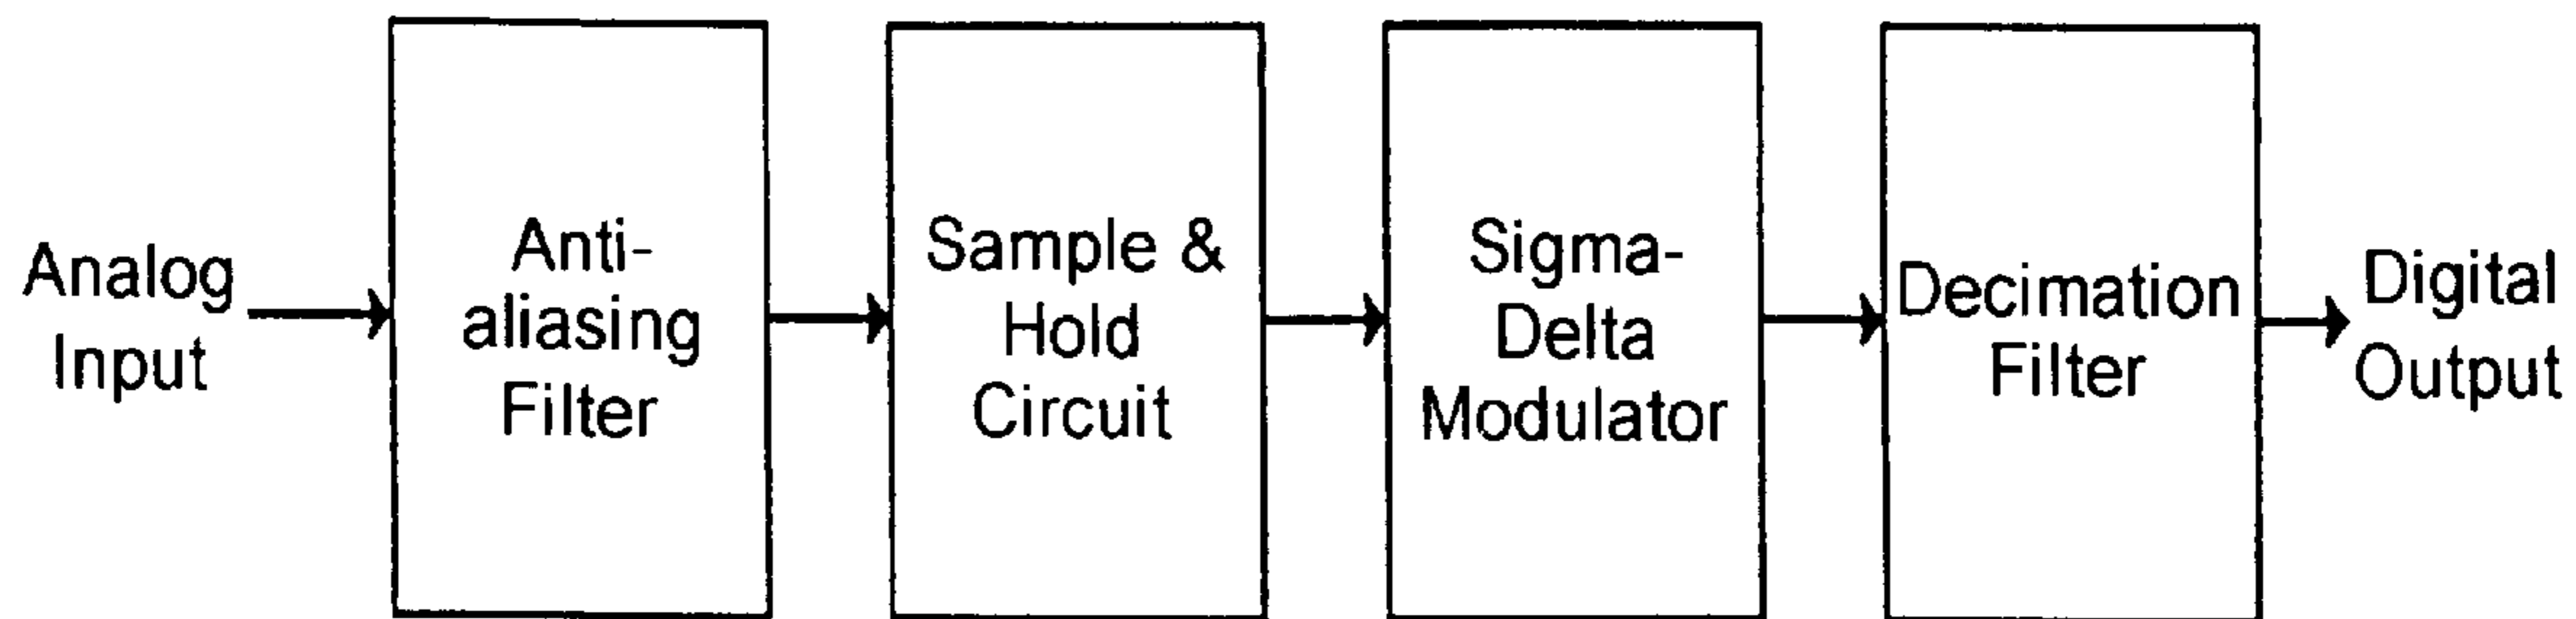 Analog
Input
Anti-
aliasing
Filter
Sample &
Hold
Circuit
Sigma-
Delta
Modulator
Decimation
Filter
Digital
Output